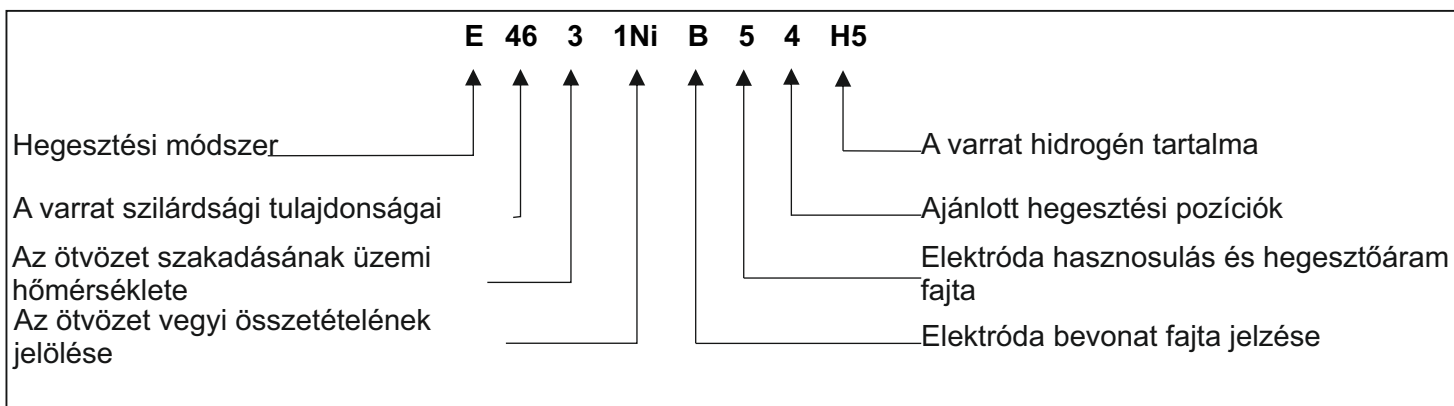 E 46 3 1Ni B 5 4 H5
Hegesztési módszer
A varrat szilárdsági tulajdonságai
Az ötvözet szakadásának üzemi
hőmérséklete
Az ötvözet vegyi összetételének
jelölése
A varrat hidrogén tartalma
Ajánlott hegesztési pozíciók
Elektróda hasznosulás és hegesztőáram
fajta
Elektróda bevonat fajta jelzése